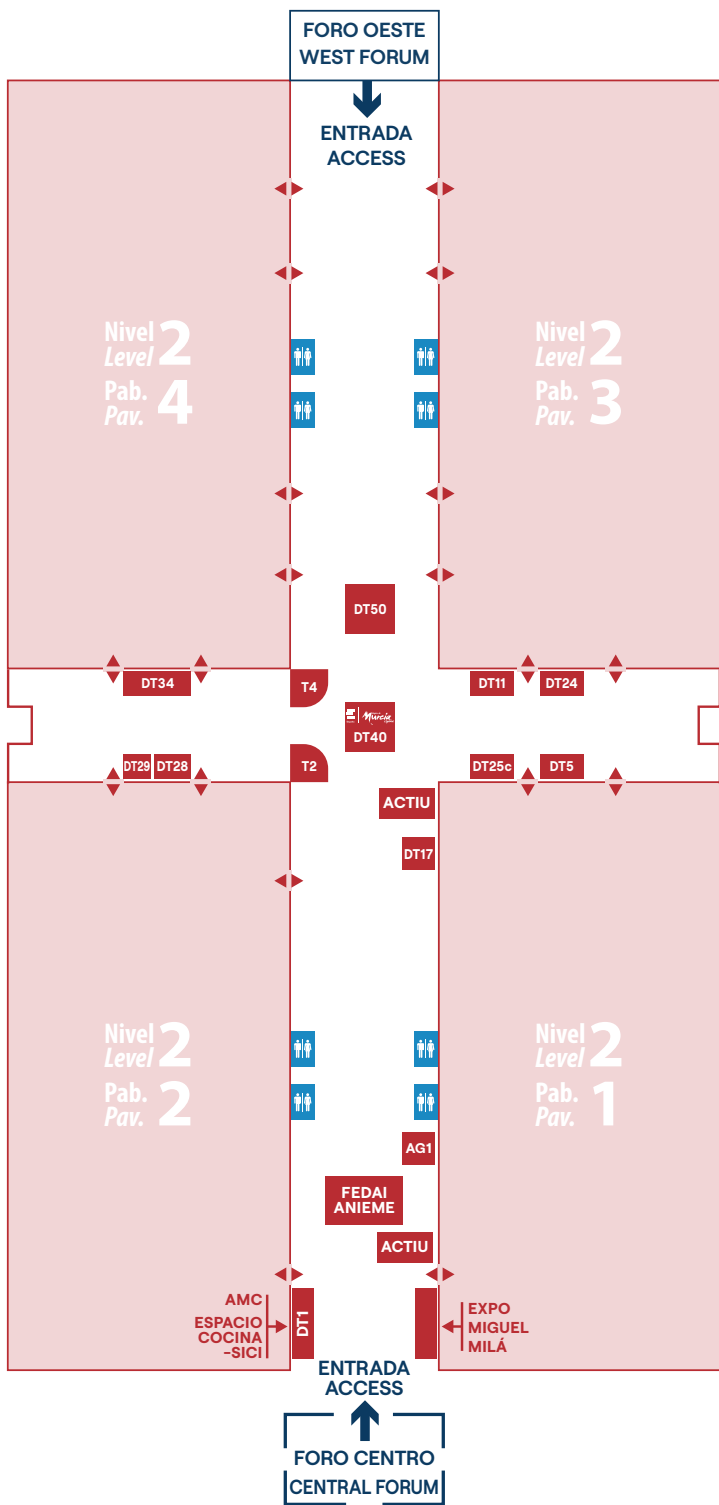 FORO OESTE
WEST FORUM
ENTRADA
ACCESS
Nivel 2
Level
Pab. 4
Pav.
Nivel 2
Level
Pab. 3
Pav.
DT50
DT34
T4
DT11
DT24
Murcia
DT40
DT29
DT28
T2
DT25c
DT5
ACTIU
DT17
Nivel 2
Level
Pab. 2
Pav.
Nivel 2
Level
Pab. 1
Pav.
AG1
FEDAI
ANIEME
ACTIU
AMC
ESPACIO
COCINA
-SICI
DT1
EXPO
MIGUEL
MILÁ
ENTRADA
ACCESS
FORO CENTRO
CENTRAL FORUM